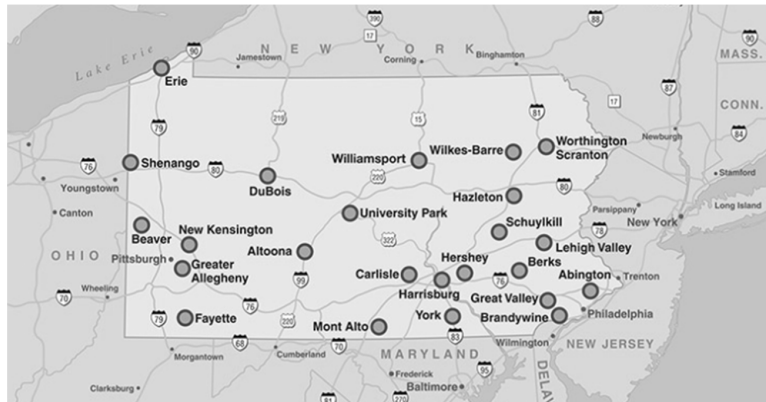 390
88
90
NEW YORK
17
Lake Erie
Jamestown
Corning
Binghamton
90
MASS.
Erie
87
79
219
15
81
17
CONN.
Newburgh
84
Worthington
Scranton
Wilkes-Barre
Williamsport
Shenango
76
80
220
DuBois
Stamford
Youngstown
80
Hazleton
Canton
University Park
Parsippany
Long Island
New York
Beaver
New Kensington
Schuylkill
78
OHIO
Altoona
322
Lehigh Valley
Pittsburgh
Greater
Allegheny
Hershey
Berks
Carlisle
Abington
Trenton
Wheeling
70
99
76
Harrisburg
76
Great Valley
Fayette
79
220
Mont Alto
York
Brandywine
Philadelphia
68
70
83
Wilmington
NEW JERSEY
Morgantown
Cumberland
MARYLAND
95
Frederick
Clarksburg
Baltimore
DELAW
81
270